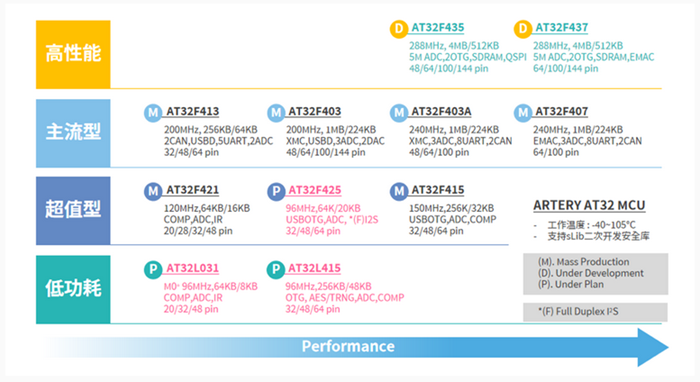 高性能
D AT32F435
288MHz, 4MB/512KB
5M ADC,2OTG,SDRAM,QSPI
48/64/100/144 pin
D AT32F437
288MHz, 4MB/512KB
5M ADC,2OTG,SDRAM,EMAC
64/100/144 pin
主流型
M AT32F413
200MHz, 256KB/64KB
2CAN,USBD,5UART,2ADC
32/48/64 pin
M AT32F403
200MHz, 1MB/224KB
XMC,USBD,3ADC,2DAC
48/64/100/144 pin
M AT32F403A
240MHz, 1MB/224KB
XMC,3ADC,8UART,2CAN
48/64/100 pin
M AT32F407
240MHz, 1MB/224KB
EMAC,3ADC,8UART,2CAN
64/100 pin
超值型
M AT32F421
120MHz,64KB/16KB
COMP,ADC,IR
20/28/32/48 pin
P AT32F425
96MHz,64K/20KB
USBOTG,ADC, *(F)I2S
32/48/64 pin
M AT32F415
150MHz,256K/32KB
USBOTG,ADC,COMP
32/48/64 pin
ARTERY AT32 MCU
- 工作温度 : -40~105℃
- 支持sLib二次开发安全库
低功耗
P AT32L031
M0⁺ 96MHz,64KB/8KB
COMP,ADC,IR
20/32/48 pin
P AT32L415
96MHz,256KB/48KB
OTG, AES/TRNG,ADC,COMP
32/48/64 pin
(M). Mass Production
(D). Under Development
(P). Under Plan
*(F) Full Duplex I²S
Performance